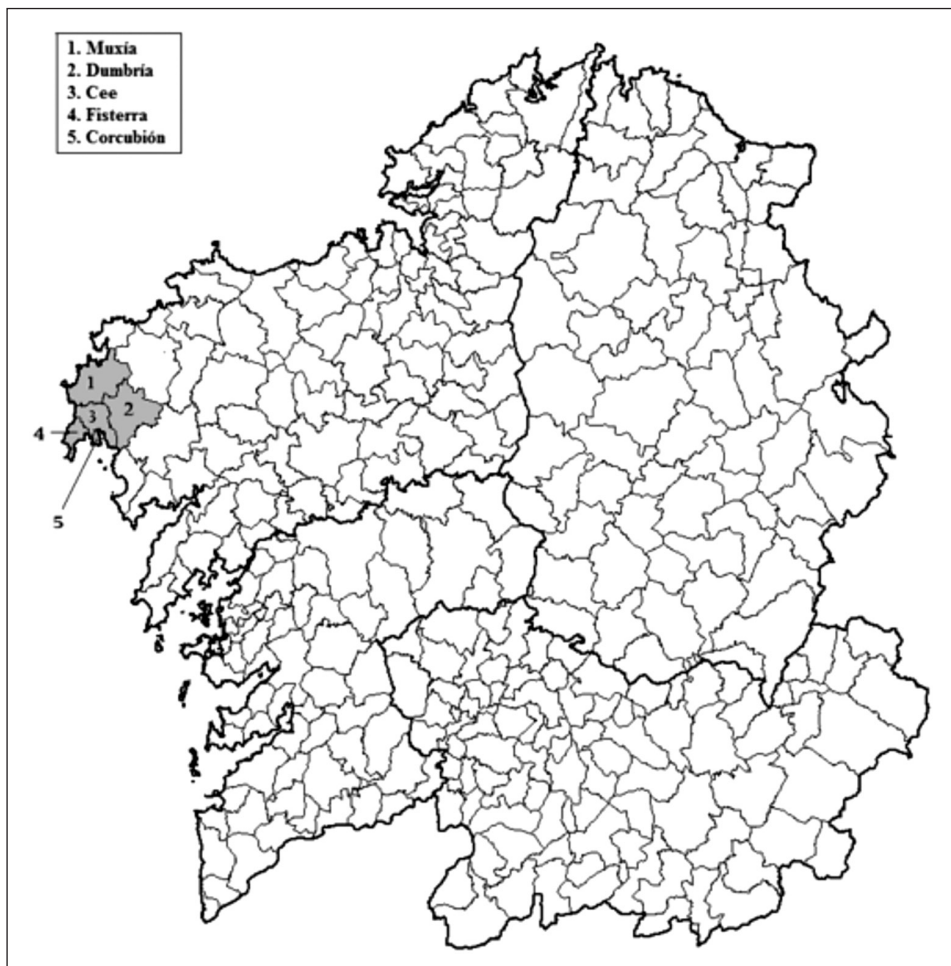 1. Muxía
2. Dumbría
3. Cee
4. Fisterra
5. Corcubión
1
2
3
4
5